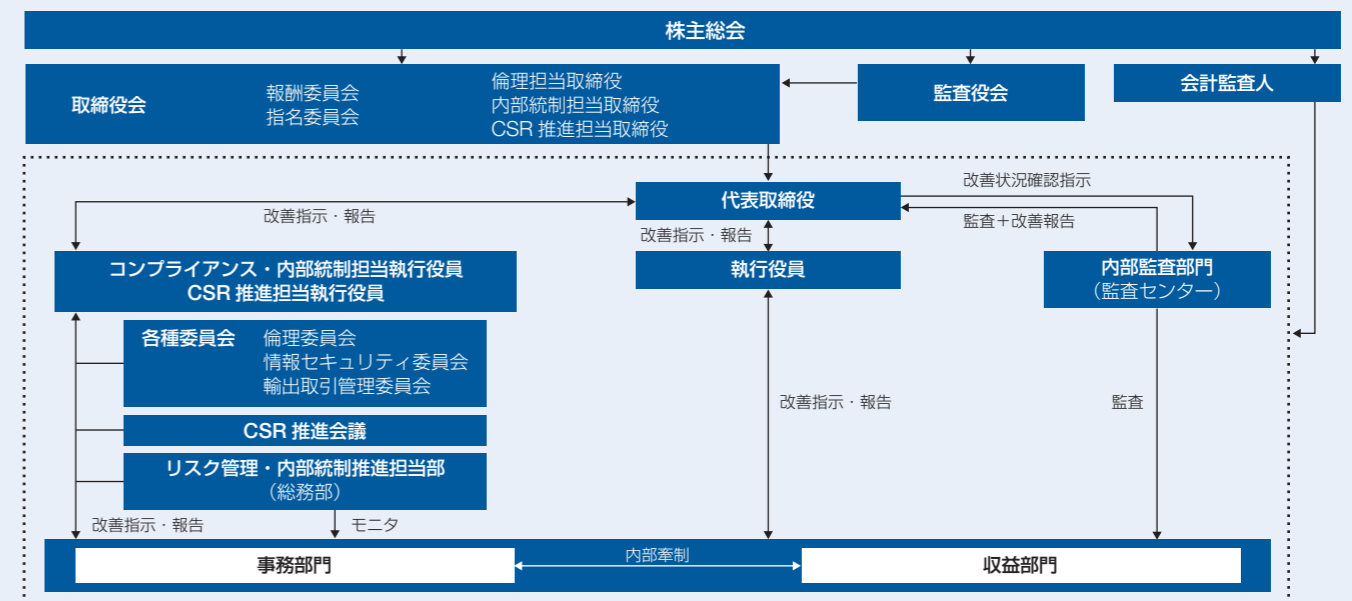 株主総会
取締役会
報酬委員会
指名委員会
倫理担当取締役
内部統制担当取締役
CSR 推進担当取締役
監査役会
会計監査人
代表取締役
改善状況確認指示
監査＋改善報告
改善指示・報告
改善指示・報告
コンプライアンス・内部統制担当執行役員
CSR 推進担当執行役員
執行役員
内部監査部門
（監査センター）
各種委員会
倫理委員会
情報セキュリティ委員会
輸出取引管理委員会
CSR 推進会議
リスク管理・内部統制推進担当部
（総務部）
改善指示・報告
監査
改善指示・報告
モニタ
事務部門
内部牽制
収益部門